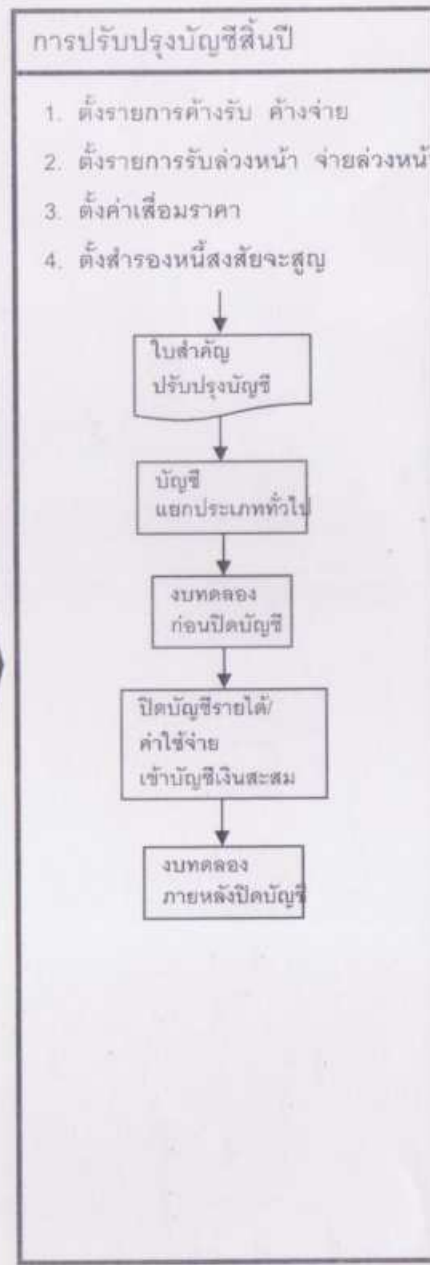 การปรับปรุงบัญชีสิ้นปี
1. ตั้งรายการค้างรับ ค้างจ่าย
2. ตั้งรายการรับล่วงหน้า จ่ายล่วงหน้า
3. ตั้งค่าเสื่อมราคา
4. ตั้งสำรองหนี้สงสัยจะสูญ
ใบสำคัญ
ปรับปรุงบัญชี
บัญชี
แยกประเภททั่วไป
งบทดลอง
ก่อนปิดบัญชี
ปิดบัญชีรายได้/
ค่าใช้จ่าย
เข้าบัญชีเงินสะสม
งบทดลอง
ภายหลังปิดบัญชี